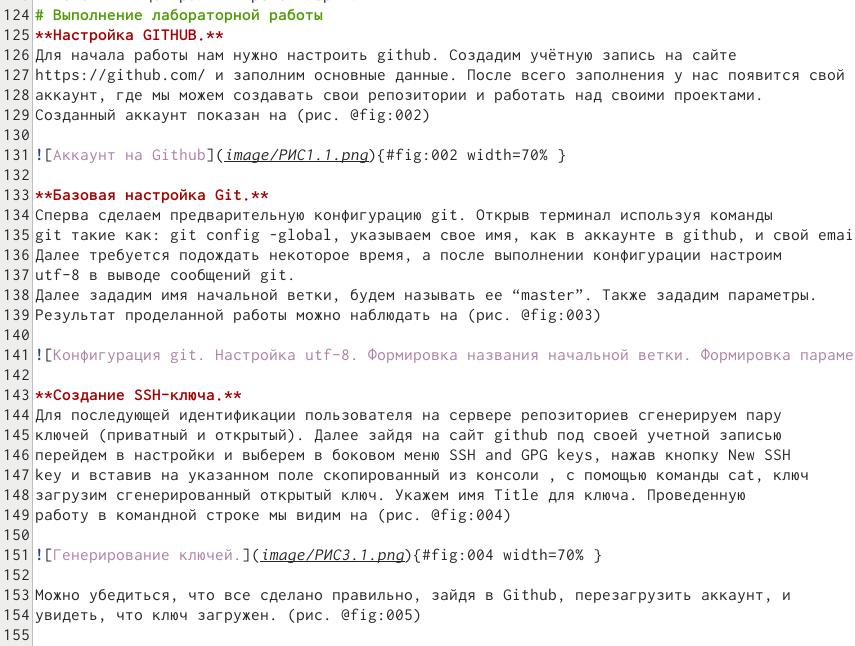 124 # Выполнение лабораторной работы
125 **Настройка GITHUB.**
126 Для начала работы нам нужно настроить github. Создадим учётную запись на сайте
127 https://github.com/ и заполним основные данные. После всего заполнения у нас появится свой
128 аккаунт, где мы можем создавать свои репозитории и работать над своими проектами.
129 Созданный аккаунт показан на (рис. @fig:002)
130
131 ![Аккаунт на Github](image/РИС1.1.png){#fig:002 width=70% }
132
133 **Базовая настройка Git.**
134 Сперва сделаем предварительную конфигурацию git. Открыв терминал используя команды
135 git такие как: git config -global, указываем свое имя, как в аккаунте в github, и свой emai
136 Далее требуется подождать некоторое время, а после выполнении конфигурации настроим
137 utf-8 в выводе сообщений git.
138 Далее зададим имя начальной ветки, будем называть ее “master”. Также зададим параметры.
139 Результат проделанной работы можно наблюдать на (рис. @fig:003)
140
141 ![Конфигурация git. Настройка utf-8. Формировка названия начальной ветки. Формировка параме
142
143 **Создание SSH-ключа.**
144 Для последующей идентификации пользователя на сервере репозиториев сгенерируем пару
145 ключей (приватный и открытый). Далее зайдя на сайт github под своей учетной записью
146 перейдем в настройки и выберем в боковом меню SSH and GPG keys, нажав кнопку New SSH
147 key и вставив на указанном поле скопированный из консоли , с помощью команды cat, ключ
148 загрузим сгенерированный открытый ключ. Укажем имя Title для ключа. Проведенную
149 работу в командной строке мы видим на (рис. @fig:004)
150
151 ![Генерирование ключей.](image/РИС3.1.png){#fig:004 width=70% }
152
153 Можно убедиться, что все сделано правильно, зайдя в Github, перезагрузить аккаунт, и
154 увидеть, что ключ загружен. (рис. @fig:005)
155